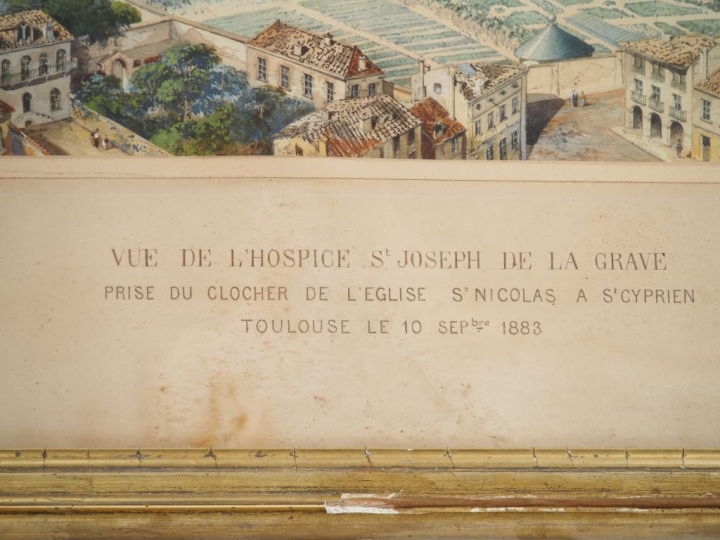 VUE DE L'HOSPICE St JOSEPH DE LA GRAVE
PRISE DU CLOCHER DE L'EGLISE St NICOLAS A St CYPRIEN
TOULOUSE LE 10 SEPbre 1883